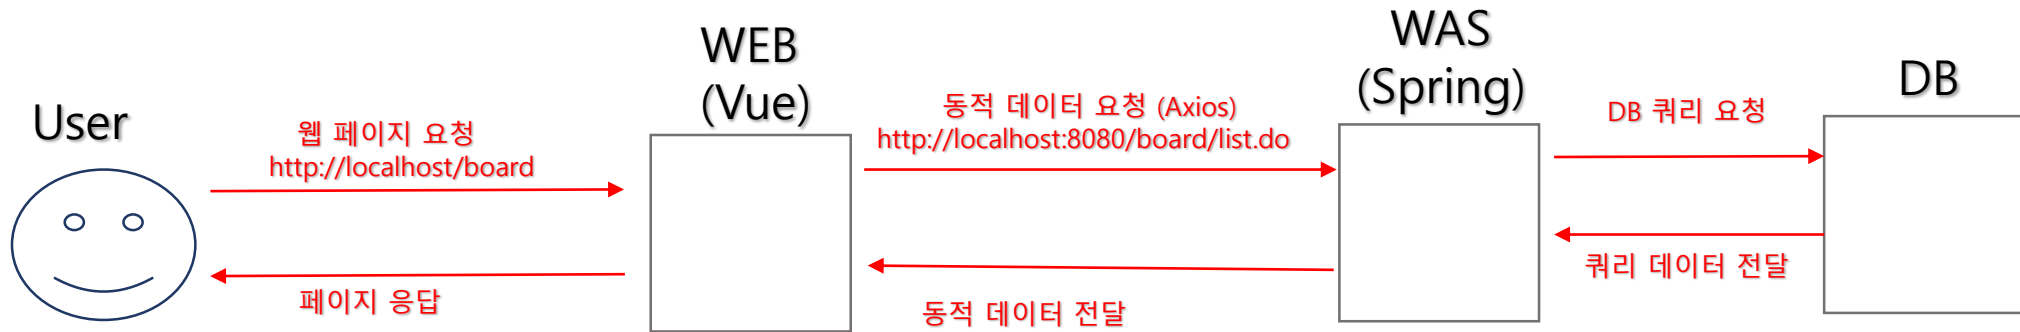 User
웹 페이지 요청
http://localhost/board
페이지 응답
WEB
(Vue)
동적 데이터 요청 (Axios)
http://localhost:8080/board/list.do
동적 데이터 전달
WAS
(Spring)
DB 쿼리 요청
쿼리 데이터 전달
DB